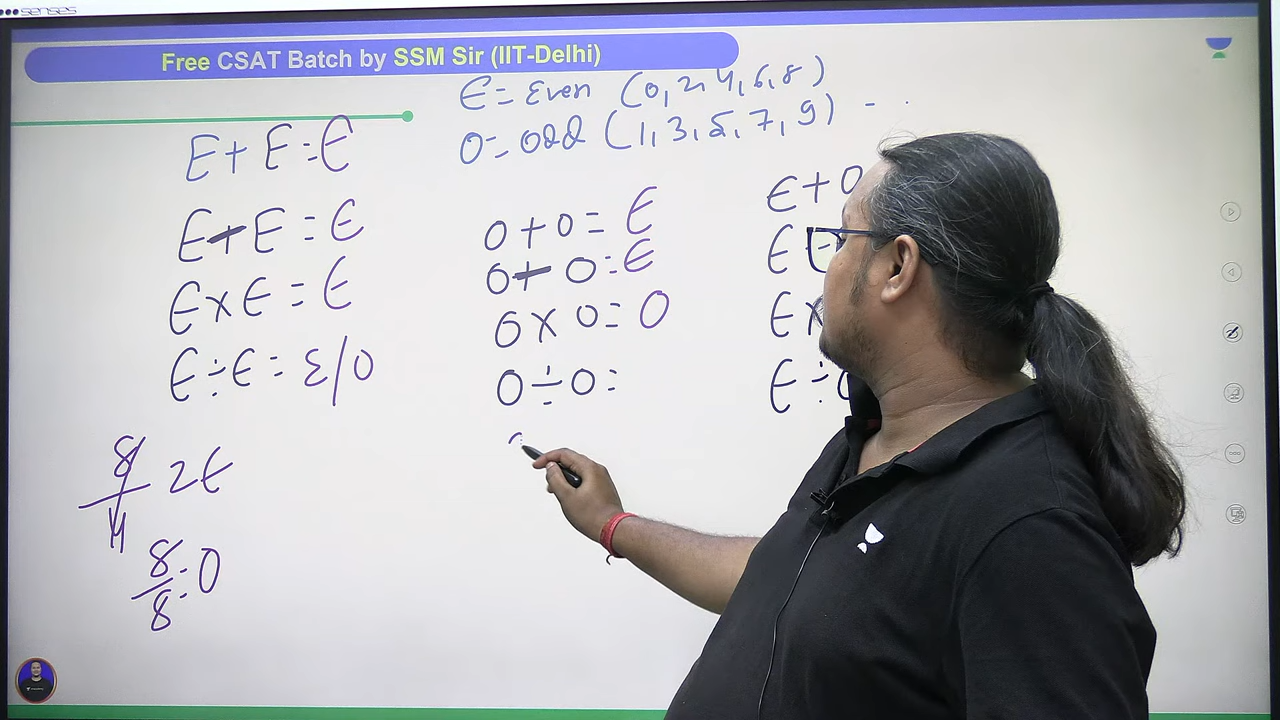 senses
Free CSAT Batch by SSM Sir (IIT-Delhi)
E = Even (0, 2, 4, 6, 8)
O = Odd (1, 3, 5, 7, 9) - -
E + E = E
E - E = E
E × E = E
E ÷ E = E/O
8/4 2E
8/8 = O
O + O = E
O - O = E
O × O = O
O ÷ O =
E + O
E -
E ×
E ÷ O